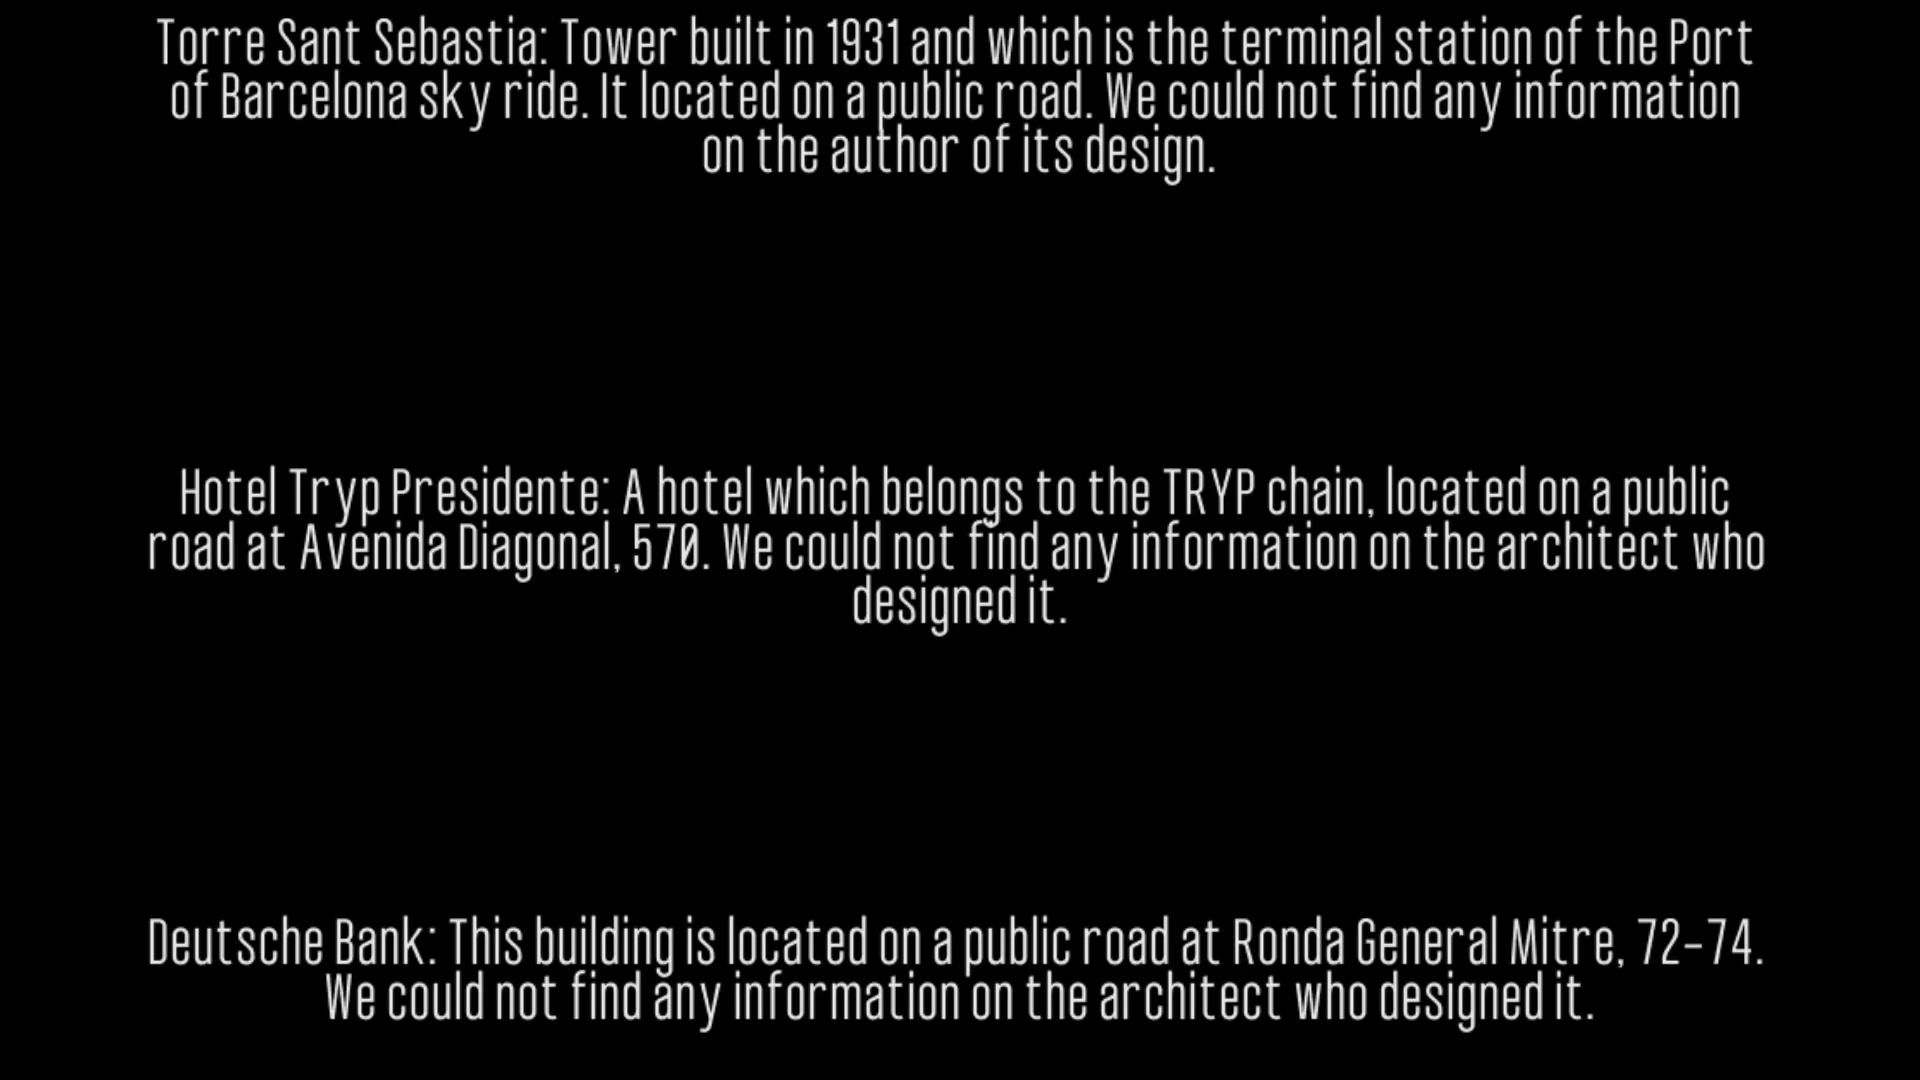 Torre Sant Sebastia: Tower built in 1931 and which is the terminal station of the Port
of Barcelona sky ride. It located on a public road. We could not find any information
on the author of its design.
Hotel Tryp Presidente: A hotel which belongs to the TRYP chain, located on a public
road at Avenida Diagonal, 570. We could not find any information on the architect who
designed it.
Deutsche Bank: This building is located on a public road at Ronda General Mitre, 72-74.
We could not find any information on the architect who designed it.